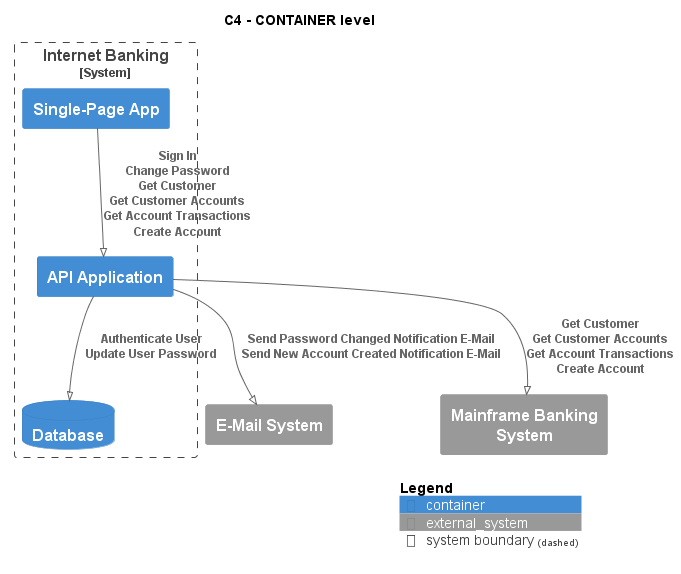 C4 - CONTAINER level
Internet Banking
[System]
Single-Page App
Sign In
Change Password
Get Customer
Get Customer Accounts
Get Account Transactions
Create Account
API Application
Authenticate User
Update User Password
Send Password Changed Notification E-Mail
Send New Account Created Notification E-Mail
Get Customer
Get Customer Accounts
Get Account Transactions
Create Account
Database
E-Mail System
Mainframe Banking
System
Legend
container
external_system
system boundary (dashed)